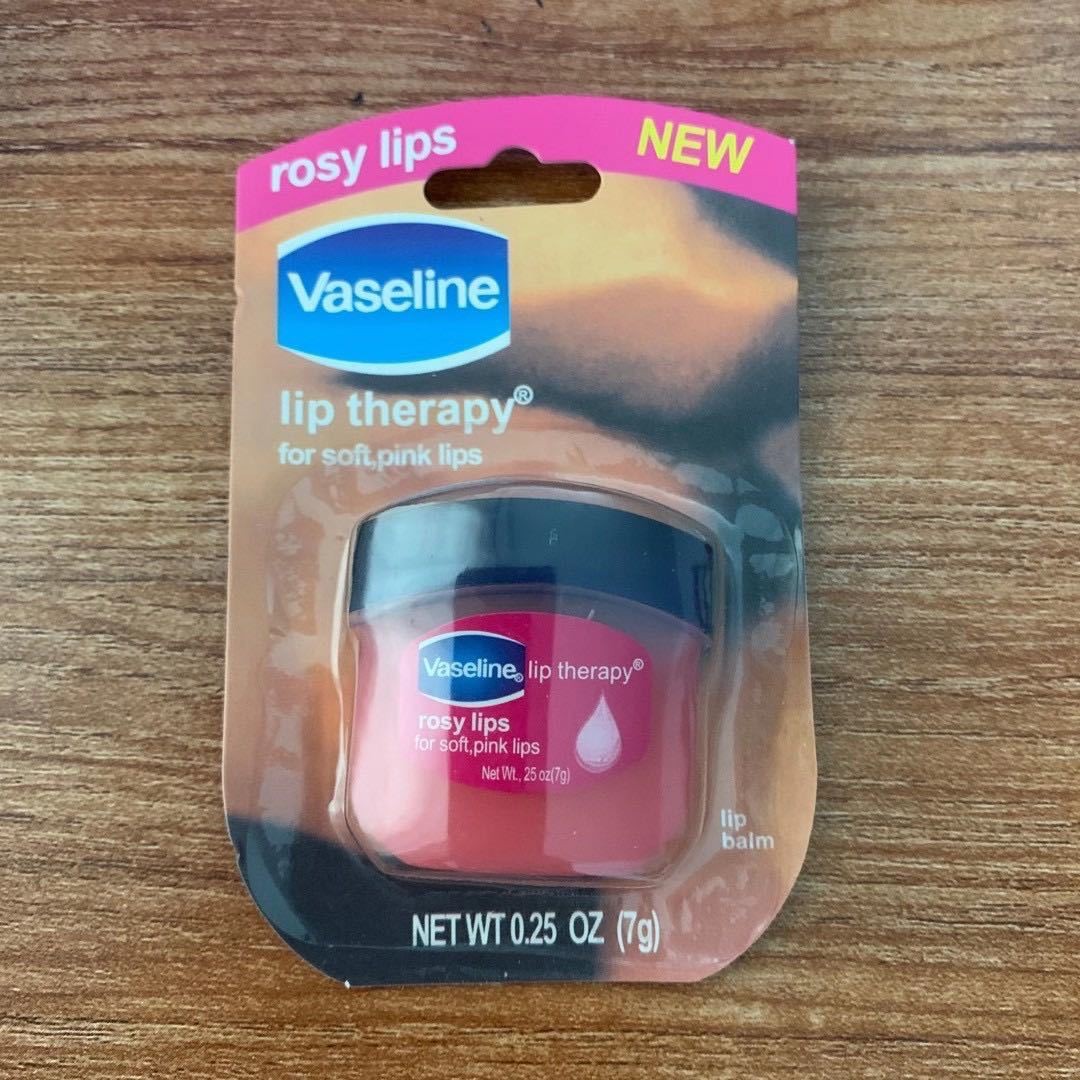 rosy lips
NEW
Vaseline
lip therapy®
for soft,pink lips
Vaseline® lip therapy®
rosy lips
for soft,pink lips
Net Wt., 25 oz(7g)
lip
balm
NET WT 0.25 OZ (7g)